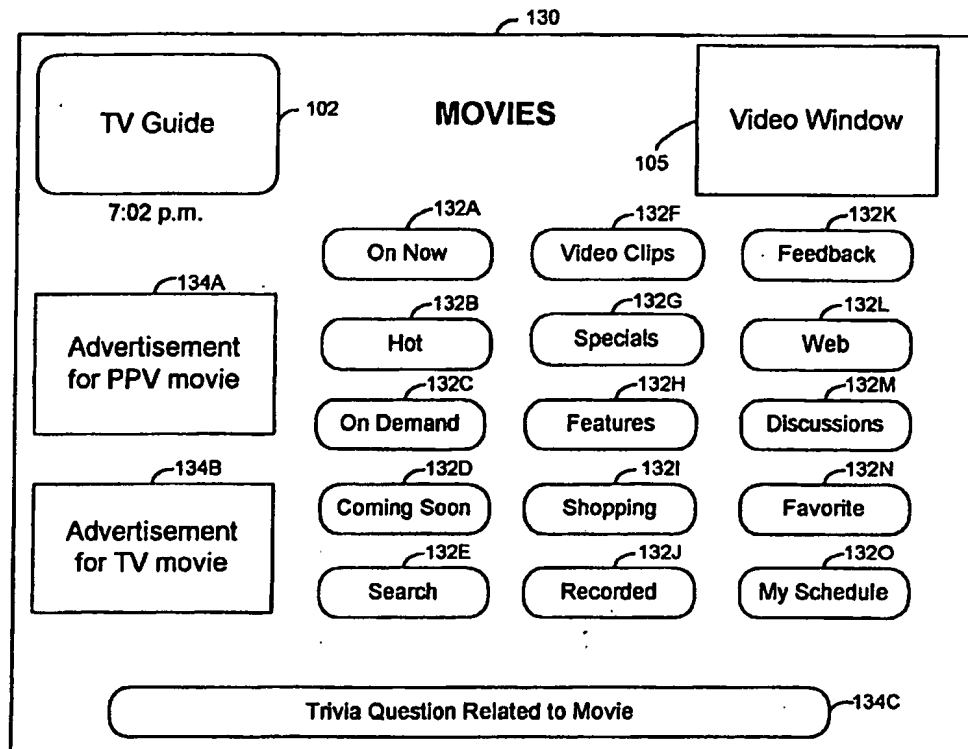 130
TV Guide
102
MOVIES
Video Window
105
7:02 p.m.
132A
132F
132K
On Now
Video Clips
Feedback
134A
132B
132G
132L
Advertisement
for PPV movie
Hot
Specials
Web
132C
132H
132M
On Demand
Features
Discussions
134B
132D
132I
132N
Advertisement
for TV movie
Coming Soon
Shopping
Favorite
132E
132J
132O
Search
Recorded
My Schedule
Trivia Question Related to Movie
134C